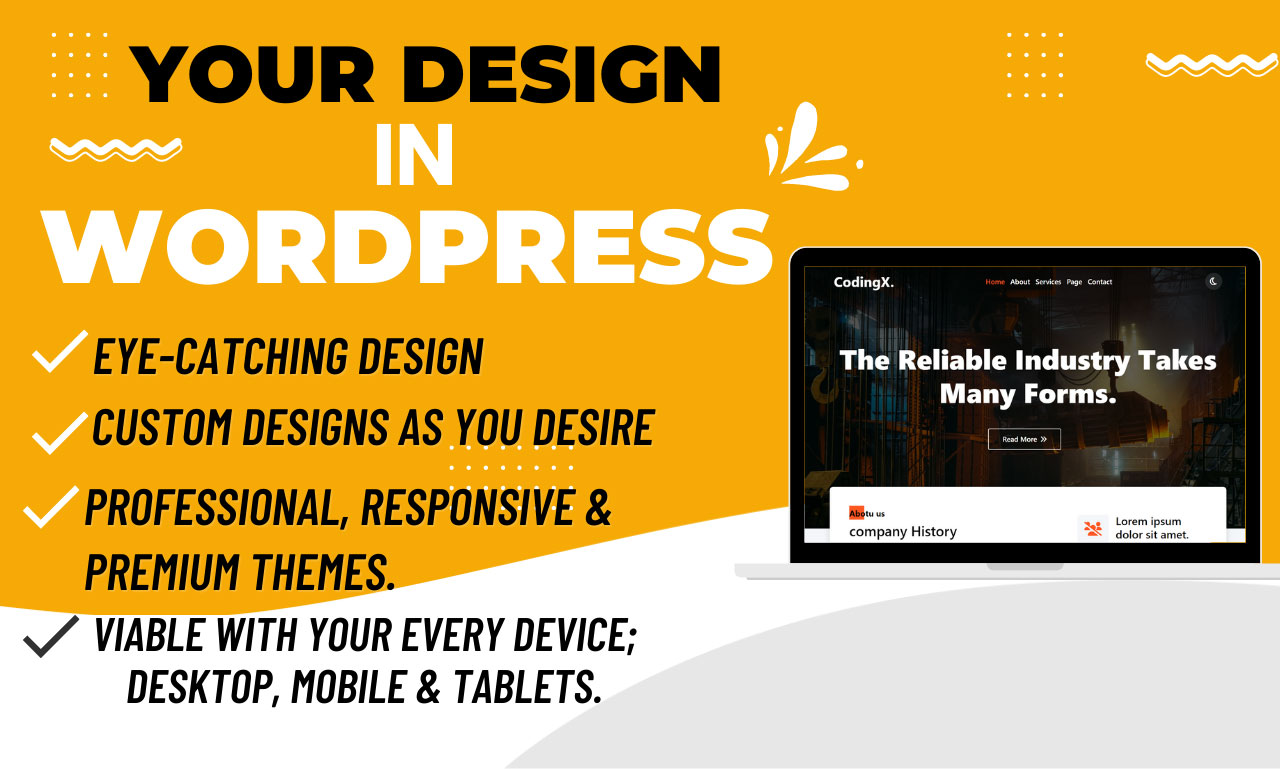 YOUR DESIGN
IN
WORDPRESS
EYE-CATCHING DESIGN
CUSTOM DESIGNS AS YOU DESIRE
PROFESSIONAL, RESPONSIVE &
PREMIUM THEMES.
VIABLE WITH YOUR EVERY DEVICE;
DESKTOP, MOBILE & TABLETS.
CodingX.
Home About Services Page Contact
The Reliable Industry Takes
Many Forms.
Read More »
Abotu us
company History
Lorem ipsum
dolor sit amet.